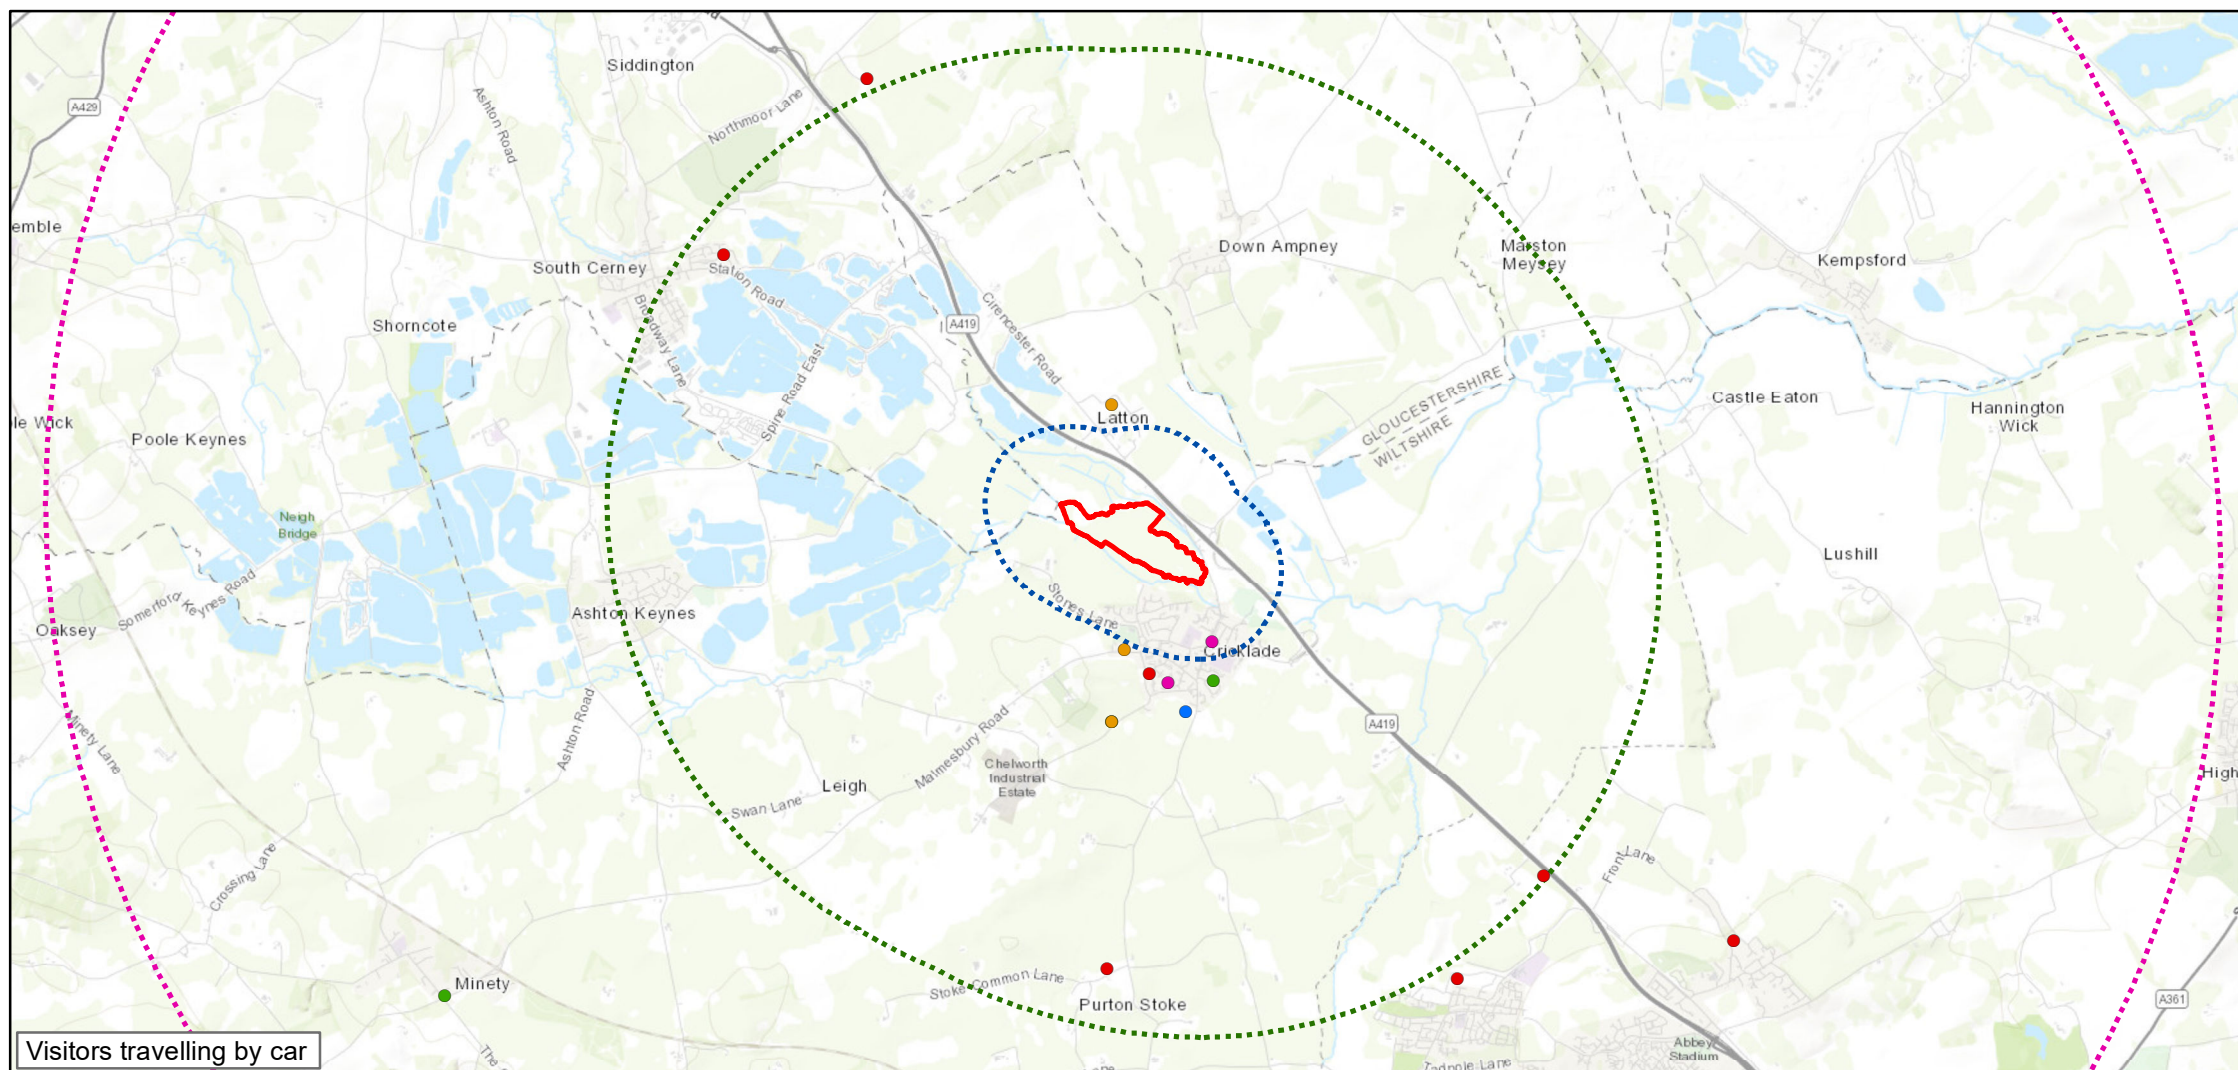 Siddington
A429
Ashton Road
Northmoor Lane
emble
South Cerney
Station Road
Down Ampney
Marston
Meysey
Kempsford
Shorncote
Broadway Lane
A419
Cirencester Road
Spine Road East
Latton
GLOUCESTERSHIRE
WILTSHIRE
Castle Eaton
Hannington
Wick
le Wick
Poole Keynes
Neigh
Bridge
Somerford Keynes Road
Oaksey
Ashton Keynes
Stones Lane
Cricklade
Lushill
Minety Lane
Ashton Road
Malmesbury Road
A419
Chelworth
Industrial
Estate
Leigh
Swan Lane
High
Crossing Lane
Front Lane
Minety
Stoke Common Lane
Purton Stoke
A361
Abbey
Stadium
Tadpole Lane
The
Visitors travelling by car